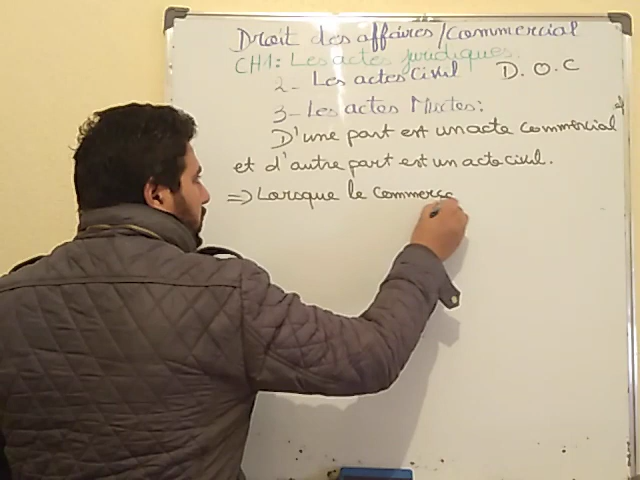 Droit des affaires/Commercial
CH1: Les actes juridiques.
2- Les actes Civil D.O.C
3- Les actes Mixtes:
D'une part est un acte commercial
et d'autre part est un acte civil.
=> Lorsque le Commerce